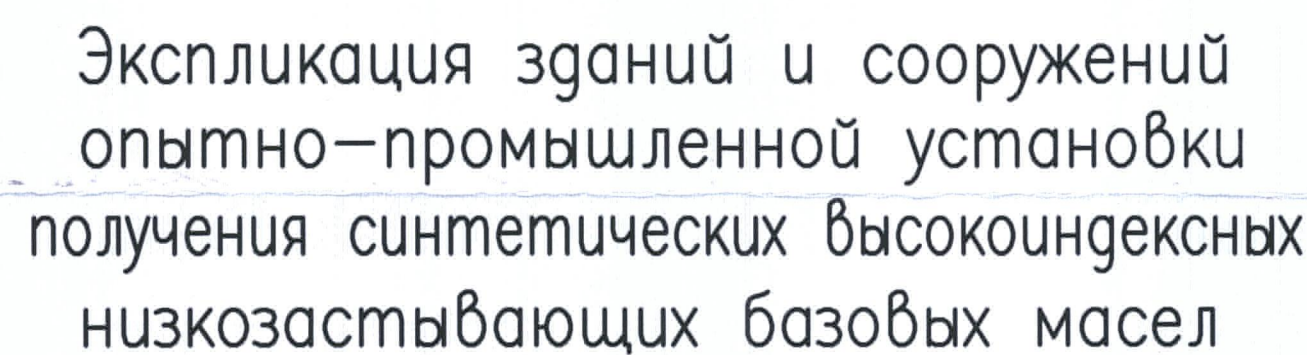 Экспликация зданий и сооружений
опытно–промышленной установки
получения синтетических высокоиндексных
низкозастывающих базовых масел